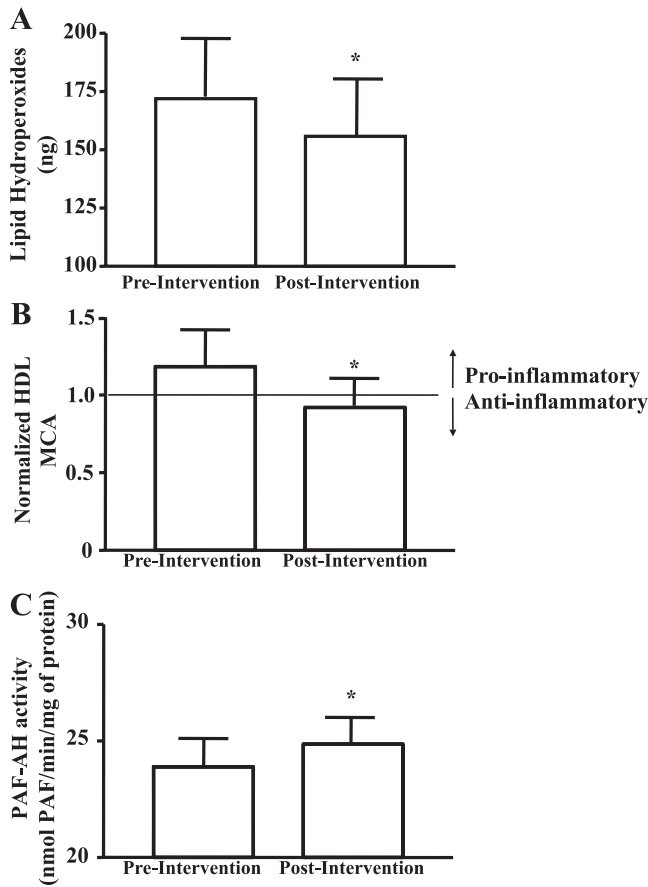 A
Lipid Hydroperoxides
(ng)
200
175
150
125
100
*
Pre-Intervention Post-Intervention
B
Normalized HDL
MCA
1.5
1.0
0.5
0
*
Pro-inflammatory
Anti-inflammatory
Pre-Intervention Post-Intervention
C
PAF-AH activity
(nmol PAF/min/mg of protein)
30
25
20
*
Pre-Intervention Post-Intervention